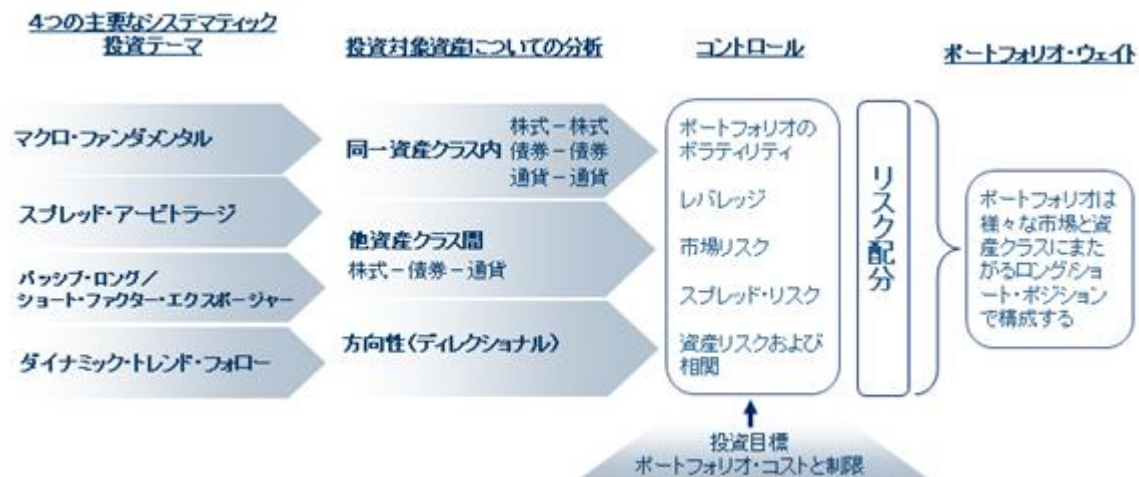 4つの主要なシステマティック
投資テーマ
マクロ・ファンダメンタル
スプレッド・アービトラージ
パッシブ・ロング／
ショート・ファクター・エクスポージャー
ダイナミック・トレンド・フォロー
投資対象資産についての分析
同一資産クラス内
株式－株式
債券－債券
通貨－通貨
他資産クラス間
株式－債券－通貨
方向性（ディレクショナル）
コントロール
ポートフォリオの
ボラティリティ
レバレッジ
市場リスク
スプレッド・リスク
資産リスクおよび
相関
投資目標
ポートフォリオ・コストと制限
リスク配分
ポートフォリオ・ウェイト
ポートフォリオは
様々な市場と資
産クラスにまた
がるロング/ショ
ート・ポジション
で構成する